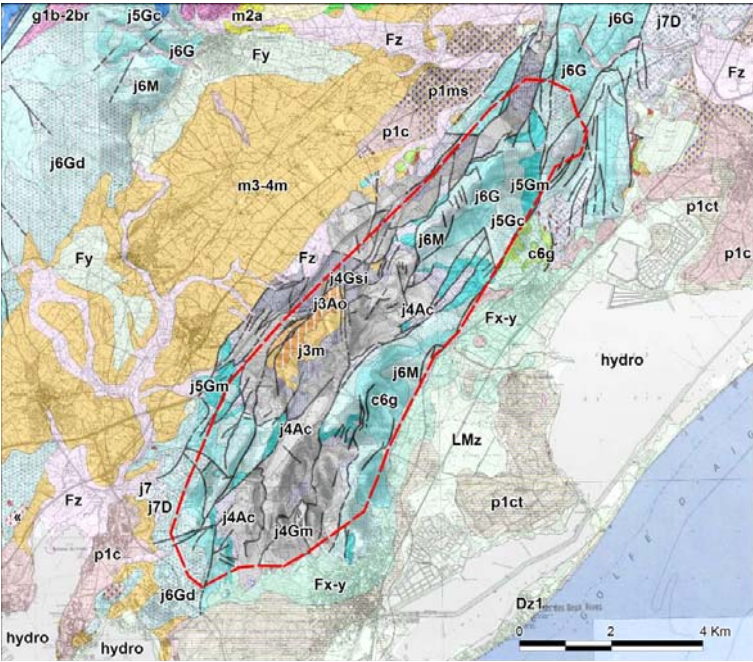 g1b-2br
j5Gc
m2a
j6G
j7D
Fz
j6G
Fy
Fz
j6M
j6G
p1ms
p1c
j6Gd
m3-4m
j6G
j5Gm
j5Gc
p1ct
j6M
c6g
p1c
Fy
Fz
j4Gsi
j3Ao
j4Ac
Fx-y
hydro
j3m
j6M
j5Gm
c6g
j4Ac
LMz
j7
Fz
j7D
p1ct
«
j4Ac
j4Gm
p1c
j6Gd
Fx-y
GOLFE D'AIG
Dz1
hydro
hydro
0 2 4 Km